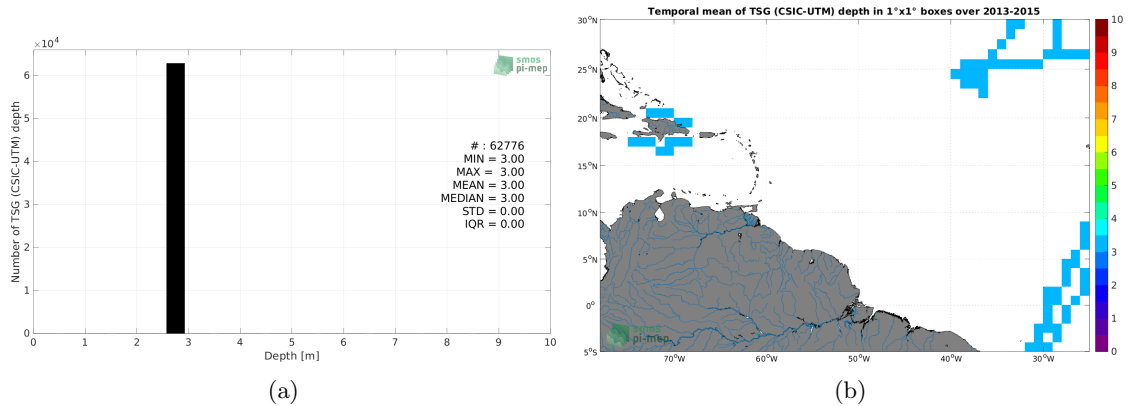 ×10⁴
6
5
4
3
2
1
0
Number of TSG (CSIC-UTM) depth
smos
pi-mep
# : 62776
MIN = 3.00
MAX = 3.00
MEAN = 3.00
MEDIAN = 3.00
STD = 0.00
IQR = 0.00
0 1 2 3 4 5 6 7 8 9 10
Depth [m]
(a)
Temporal mean of TSG (CSIC-UTM) depth in 1°x1° boxes over 2013-2015
30°N
25°N
20°N
15°N
10°N
5°N
0°
5°S
smos
pi-mep
70°W 60°W 50°W 40°W 30°W
10
9
8
7
6
5
4
3
2
1
0
(b)